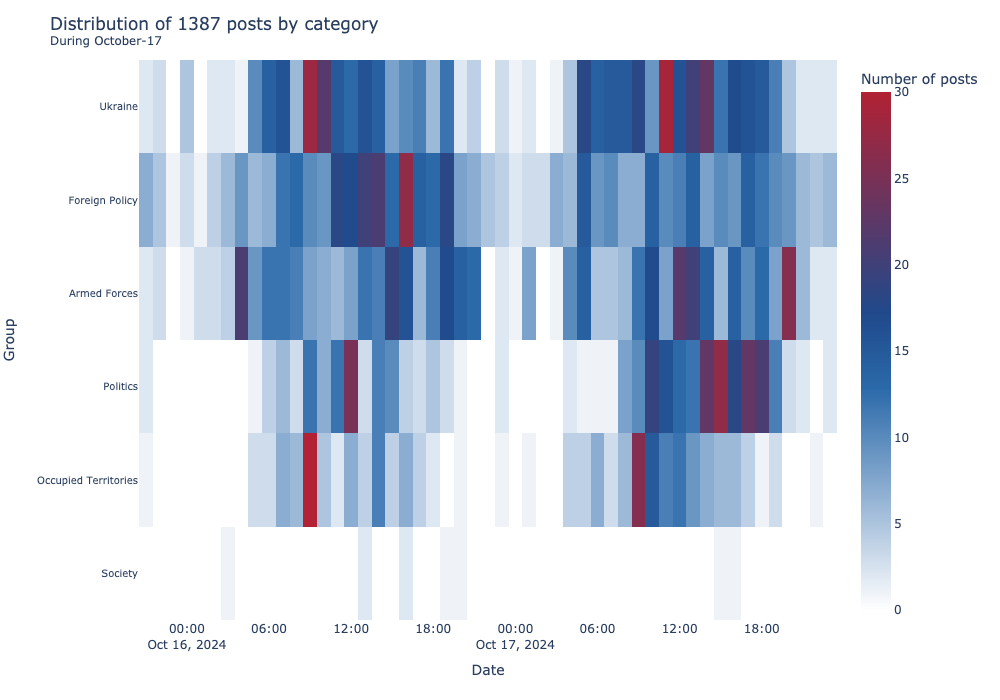 Distribution of 1387 posts by category
During October-17
Number of posts
30
25
20
15
10
5
0
Group
Ukraine
Foreign Policy
Armed Forces
Politics
Occupied Territories
Society
00:00 06:00 12:00 18:00 00:00 06:00 12:00 18:00
Oct 16, 2024 Oct 17, 2024
Date